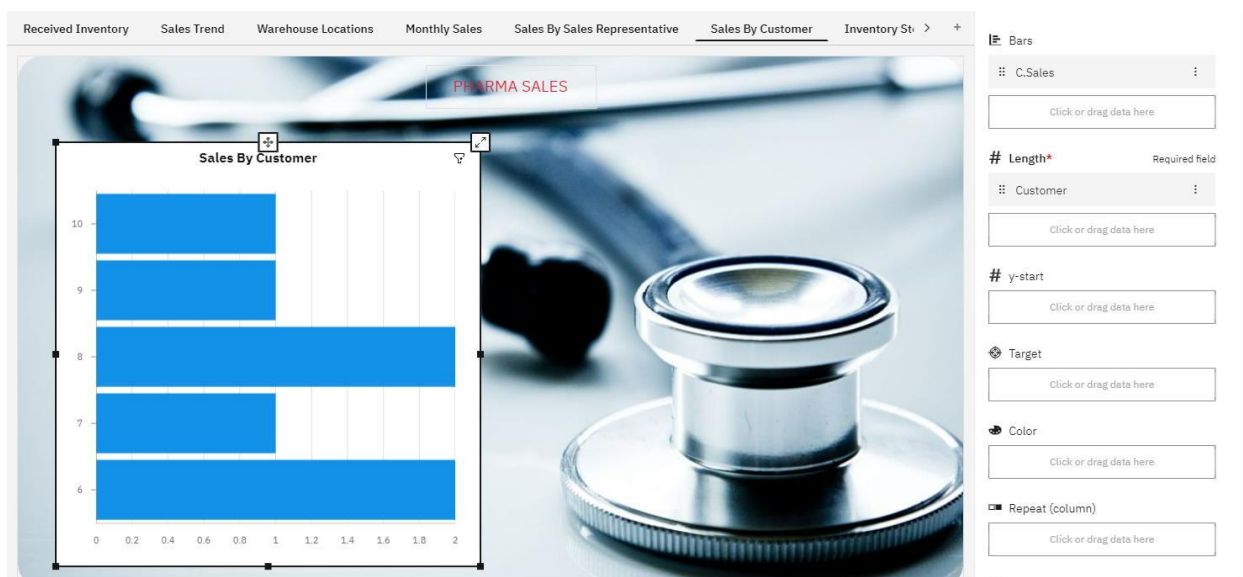 Received Inventory Sales Trend Warehouse Locations Monthly Sales Sales By Sales Representative Sales By Customer Inventory St > +
PHARMA SALES
Sales By Customer
10
9
8
7
6
0 0.2 0.4 0.6 0.8 1 1.2 1.4 1.6 1.8 2
Bars
C.Sales
Click or drag data here
# Length* Required field
Customer
Click or drag data here
# y-start
Click or drag data here
Target
Click or drag data here
Color
Click or drag data here
Repeat (column)
Click or drag data here